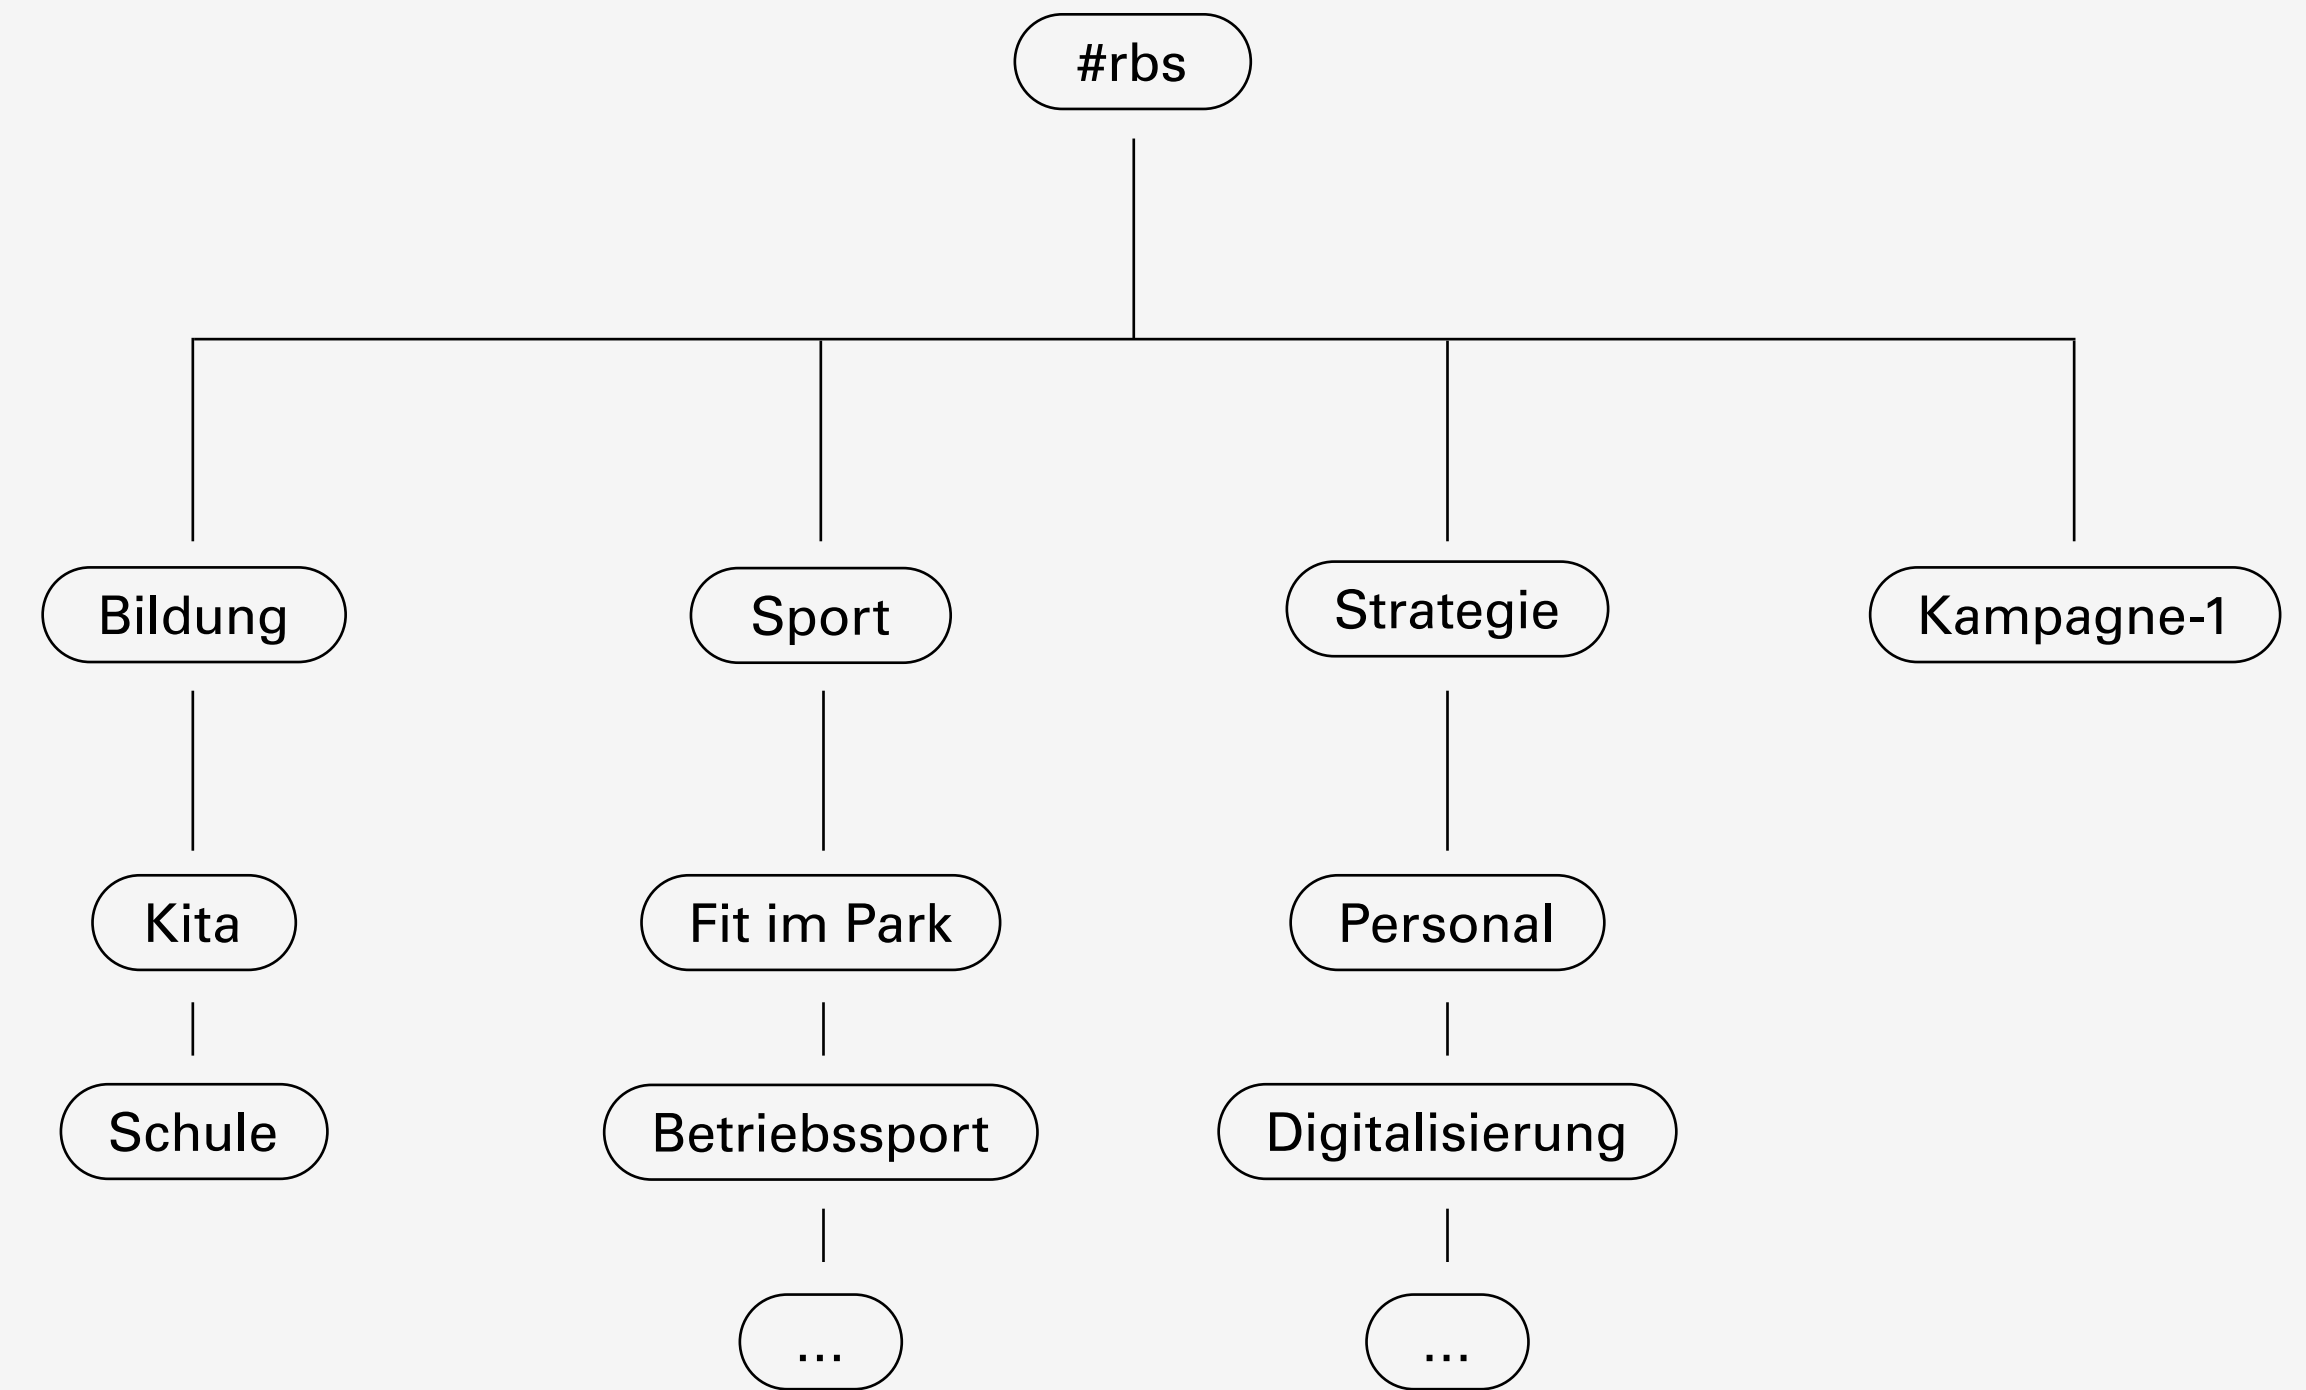 #rbs
Bildung
Sport
Strategie
Kampagne-1
Kita
Fit im Park
Personal
Schule
Betriebssport
Digitalisierung
...
...